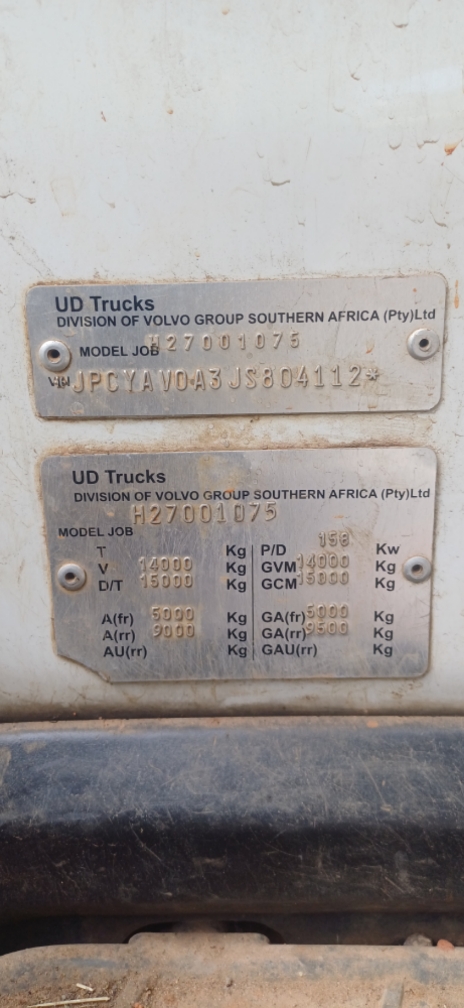 UD Trucks
DIVISION OF VOLVO GROUP SOUTHERN AFRICA (Pty)Ltd
MODEL JOB H27001075
VIN JPCYAV0A3JS804112*
UD Trucks
DIVISION OF VOLVO GROUP SOUTHERN AFRICA (Pty)Ltd
MODEL JOB H27001075
T Kg P/D 158 Kw
V 14000 Kg GVM 14000 Kg
D/T 15000 Kg GCM 15000 Kg
A(fr) 5000 Kg GA(fr) 5000 Kg
A(rr) 9000 Kg GA(rr) 9500 Kg
AU(rr) Kg GAU(rr) Kg